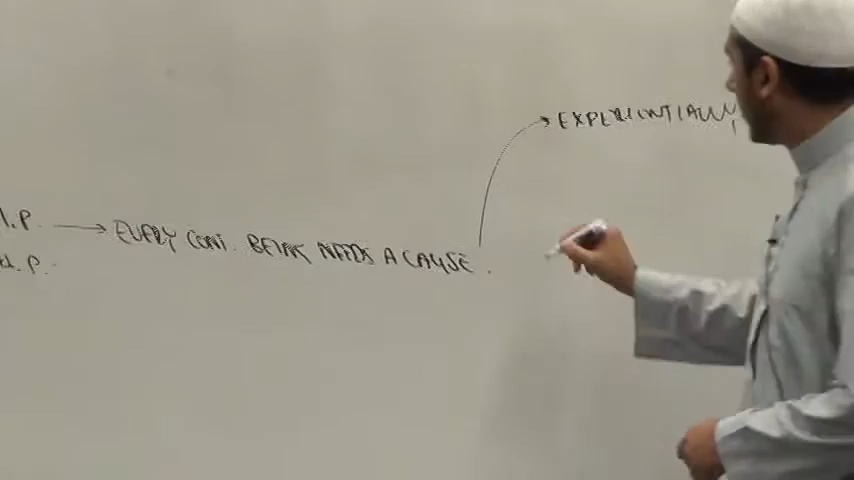 EXPERIENTIALLY
.P. → EVERY CONT. BEING NEEDS A CAUSE.
P.